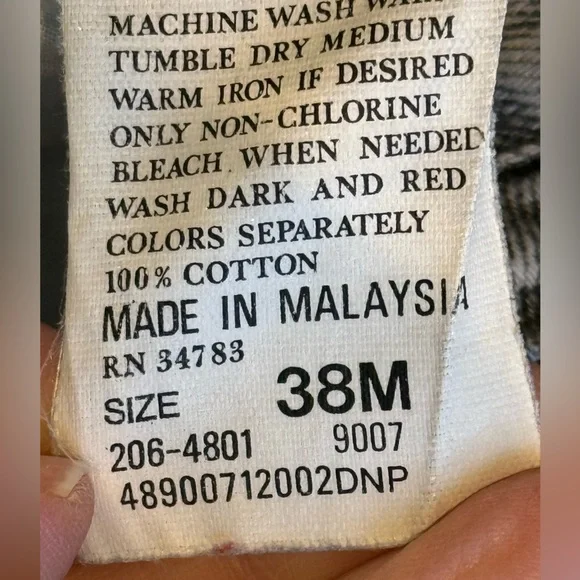 MACHINE WASH WARM
TUMBLE DRY MEDIUM
WARM IRON IF DESIRED
ONLY NON-CHLORINE
BLEACH WHEN NEEDED
WASH DARK AND RED
COLORS SEPARATELY
100% COTTON
MADE IN MALAYSIA
RN 34783
SIZE 38M
206-4801 9007
48900712002DNP